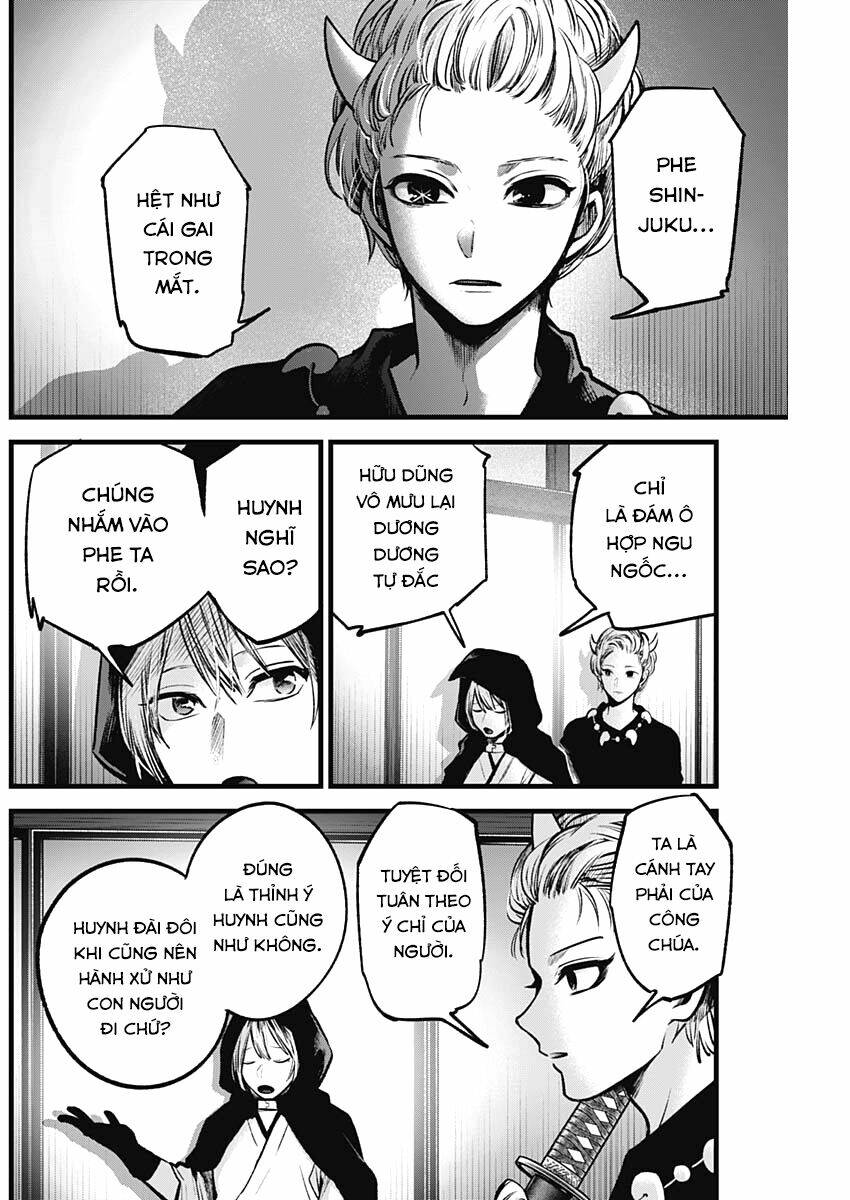 PHE
SHIN-
JUKU...
HỆT NHƯ
CÁI GAI
TRONG
MẮT.
CHỈ
LÀ ĐÁM Ô
HỢP NGU
NGỐC...
HỮU DŨNG
VÔ MƯU LẠI
DƯƠNG
DƯƠNG
TỰ ĐẮC
HUYNH
NGHĨ
SAO?
CHÚNG
NHẮM VÀO
PHE TA
RỒI.
TA LÀ
CÁNH TAY
PHẢI CỦA
CÔNG
CHÚA.
TUYỆT ĐỐI
TUÂN THEO
Ý CHỈ CỦA
NGƯỜI.
ĐÚNG
LÀ THỈNH Ý
HUYNH CŨNG
NHƯ KHÔNG.
HUYNH ĐÀI ĐÔI
KHI CŨNG NÊN
HÀNH XỬ NHƯ
CON NGƯỜI
ĐI CHỨ?